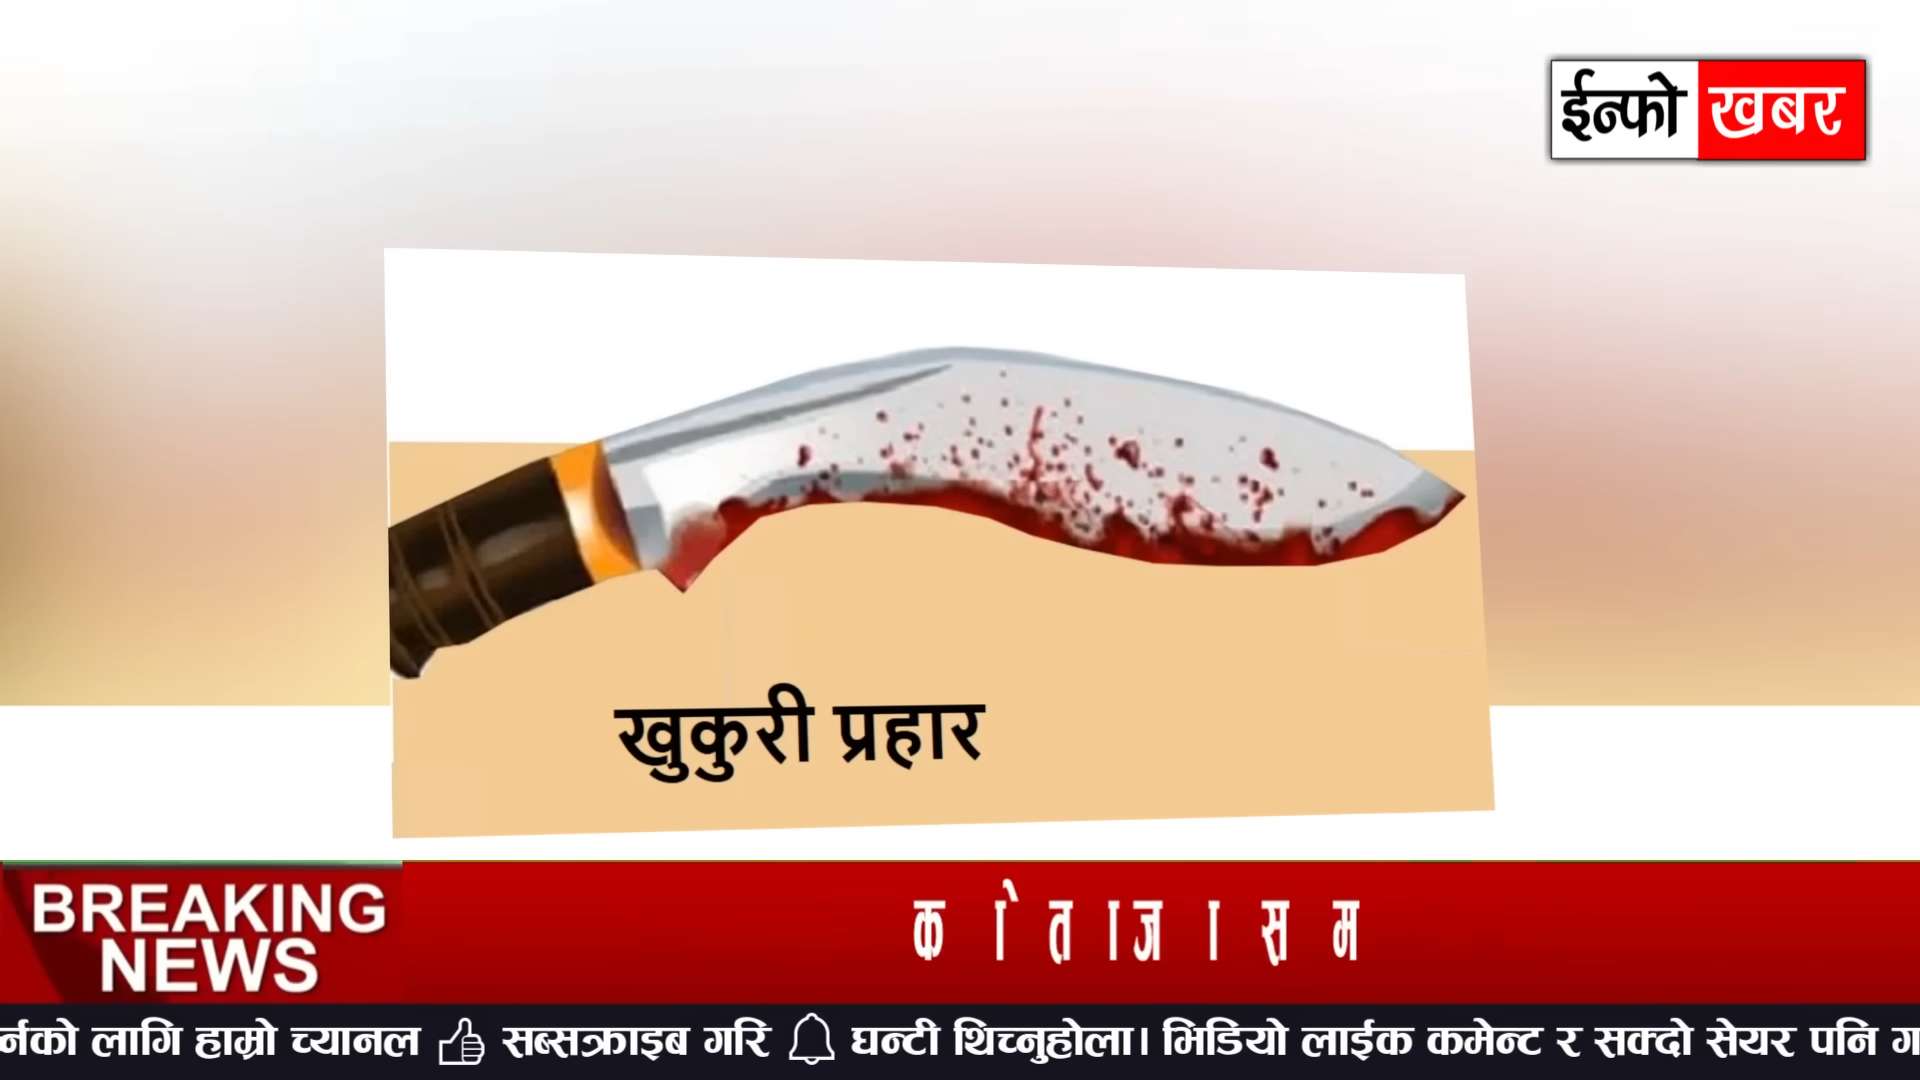 ईन्फो खबर
खुकुरी प्रहार
BREAKING
NEWS
क ो त ा ज ा स म
र्नको लागि हाम्रो च्यानल सब्सक्राइब गरि घन्टी थिच्नुहोला। भिडियो लाईक कमेन्ट र सक्दो सेयर पनि ग